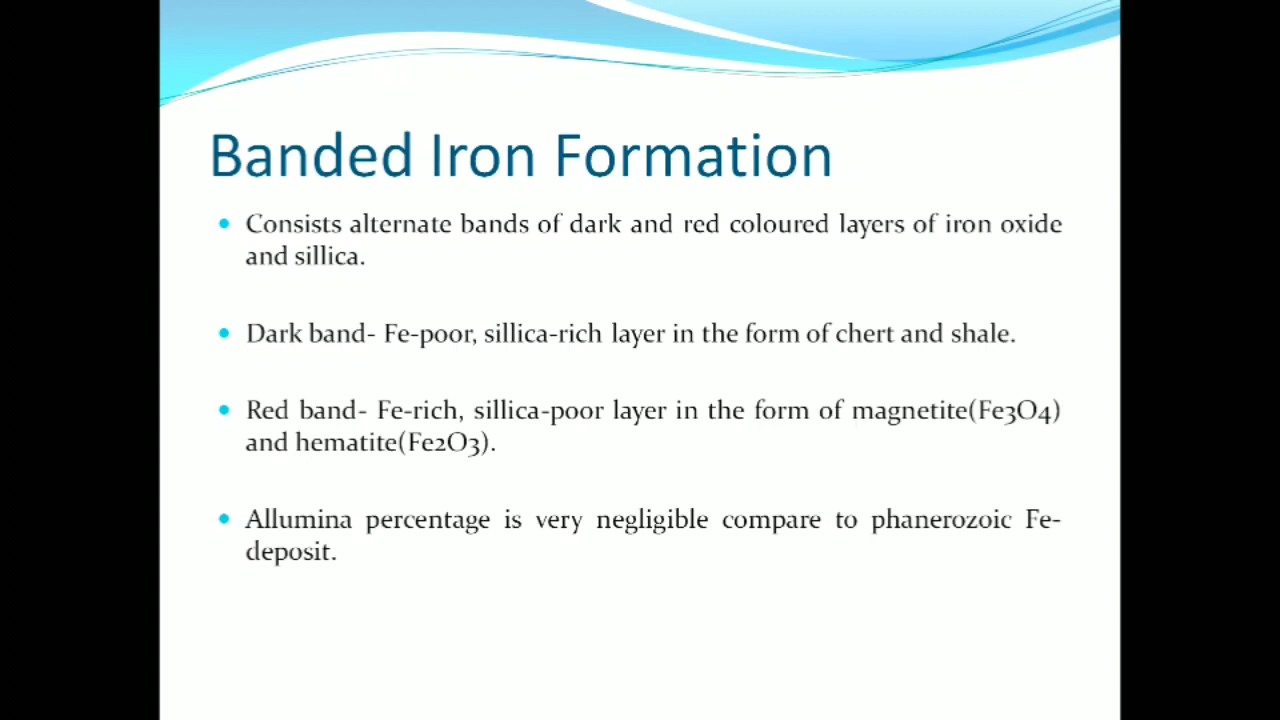 Banded Iron Formation
Consists alternate bands of dark and red coloured layers of iron oxide
and sillica.
Dark band- Fe-poor, sillica-rich layer in the form of chert and shale.
Red band- Fe-rich, sillica-poor layer in the form of magnetite(Fe3O4)
and hematite(Fe2O3).
Allumina percentage is very negligible compare to phanerozoic Fe-
deposit.